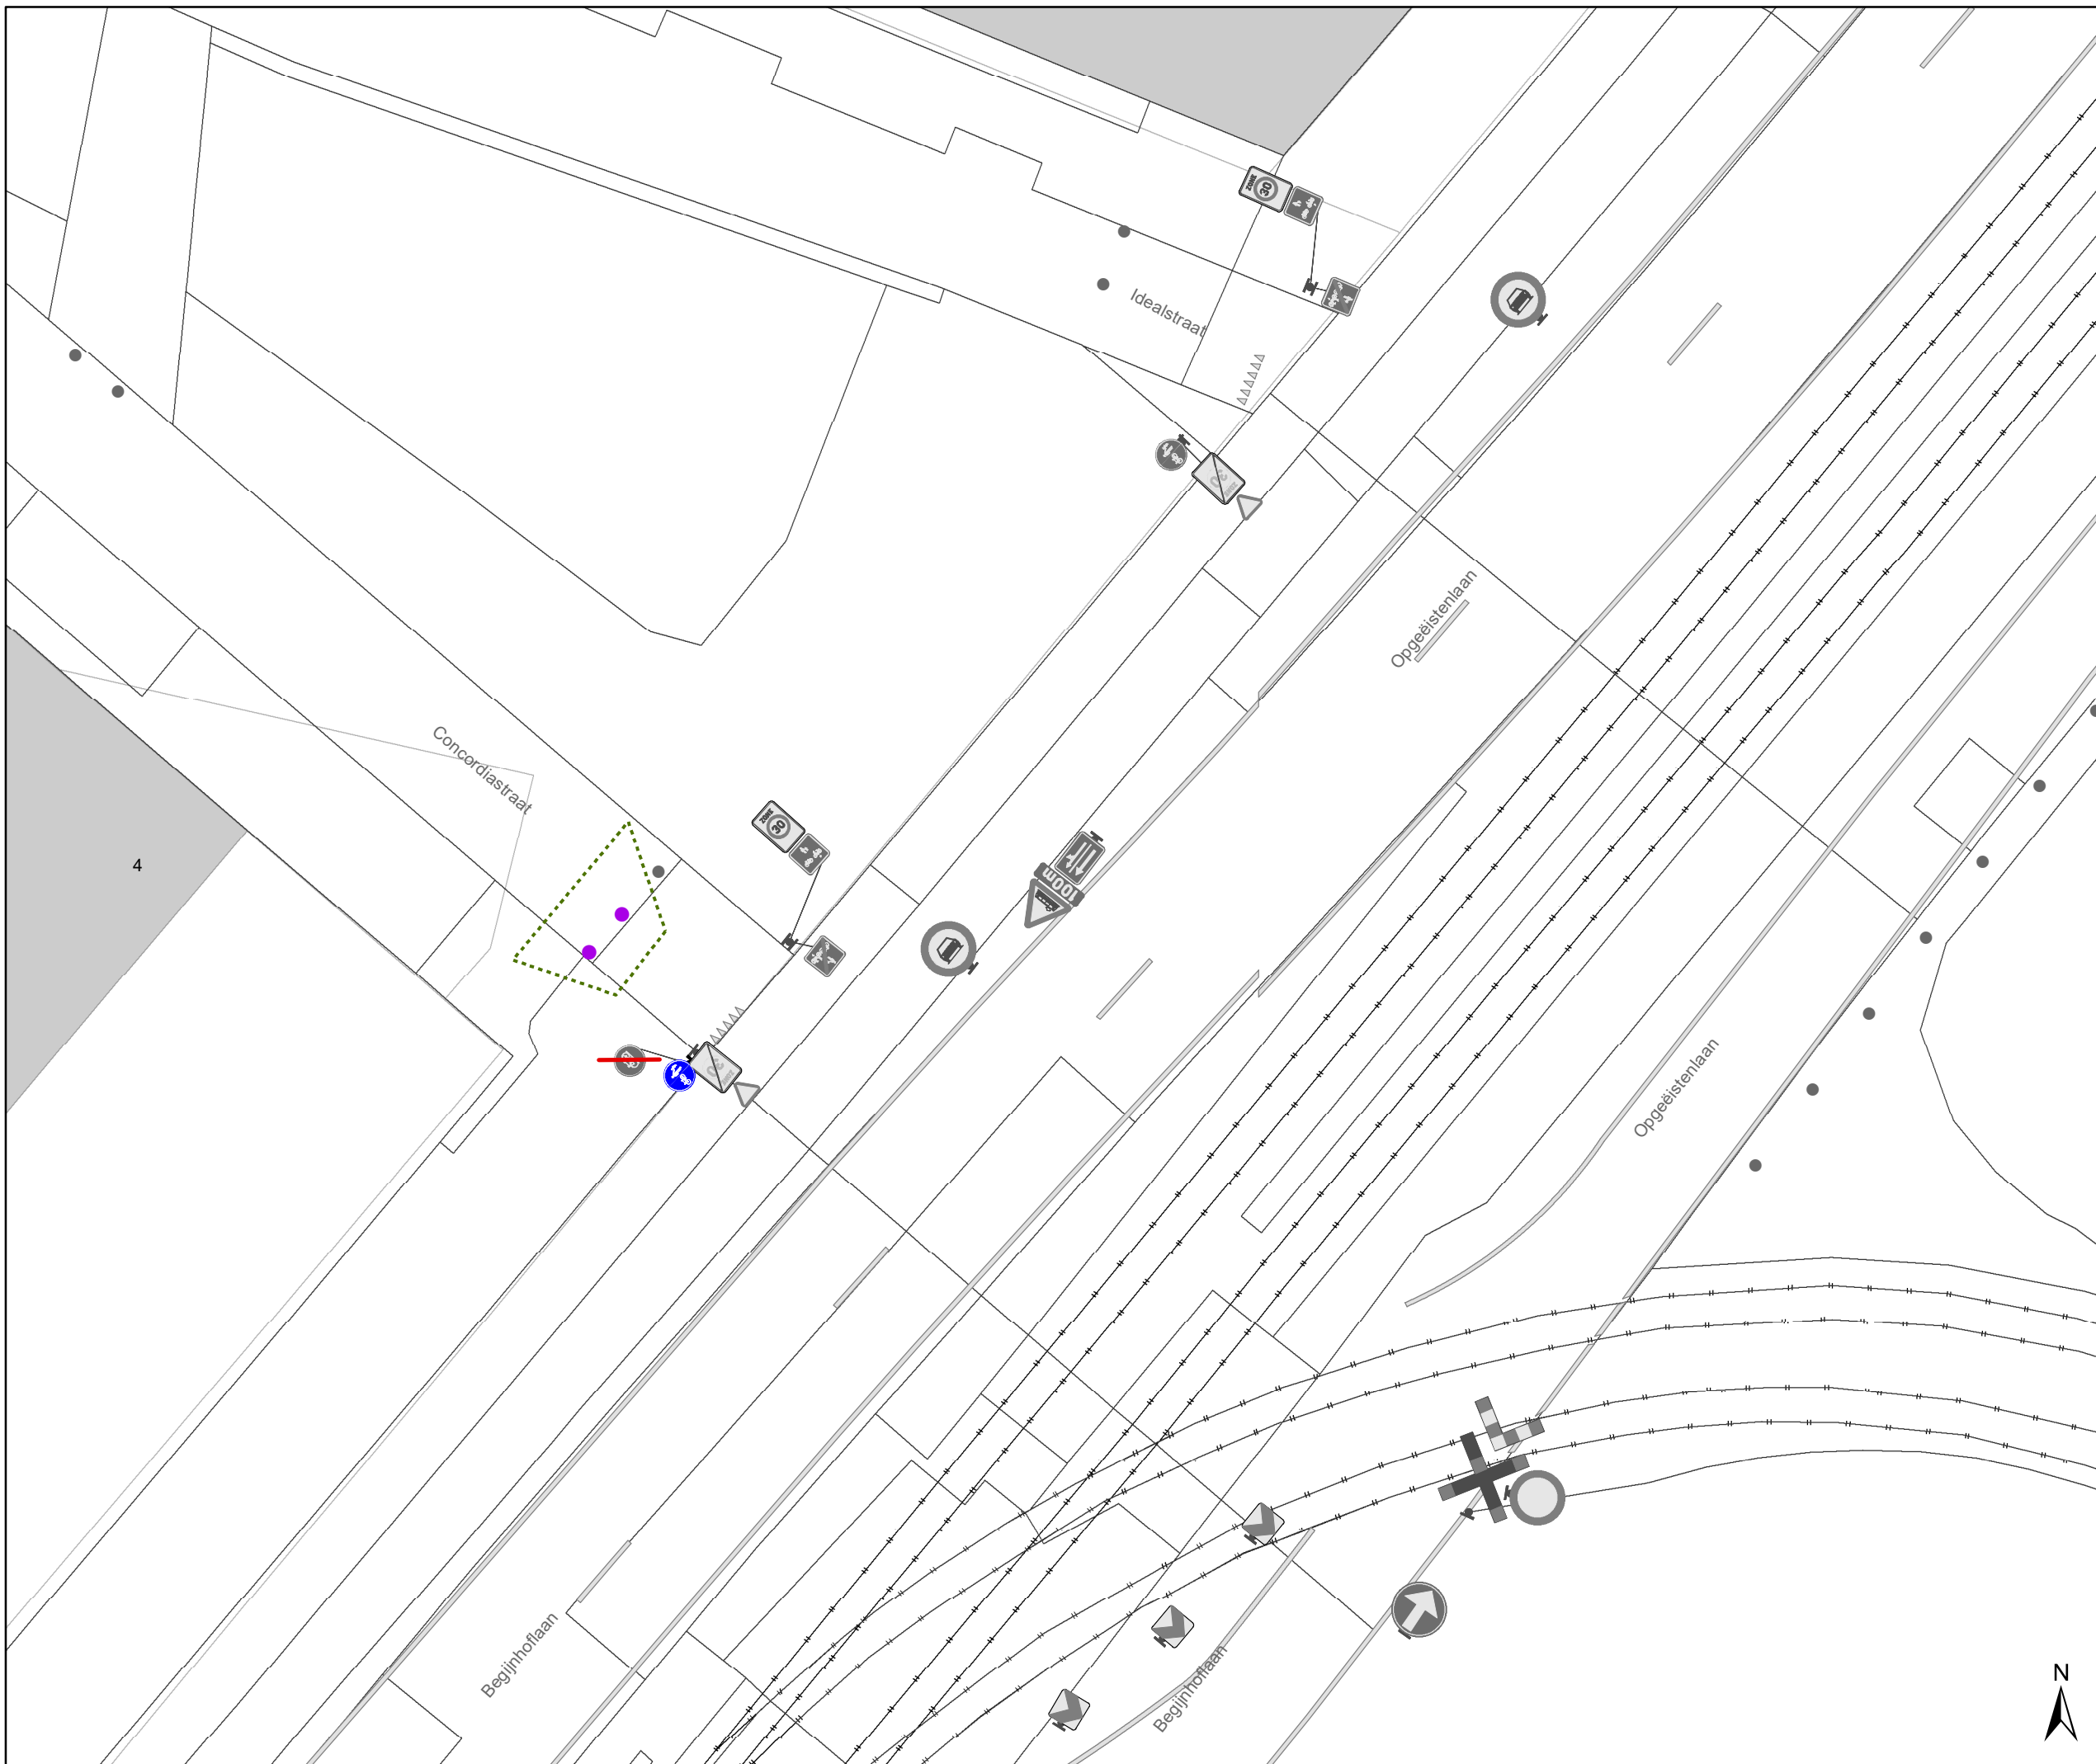 ZONE
30
Idealstraat
Opgeëistenlaan
Concordiastraat
ZONE
30
4
100m
Opgeëistenlaan
Begijnhoflaan
Begijnhoflaan
N